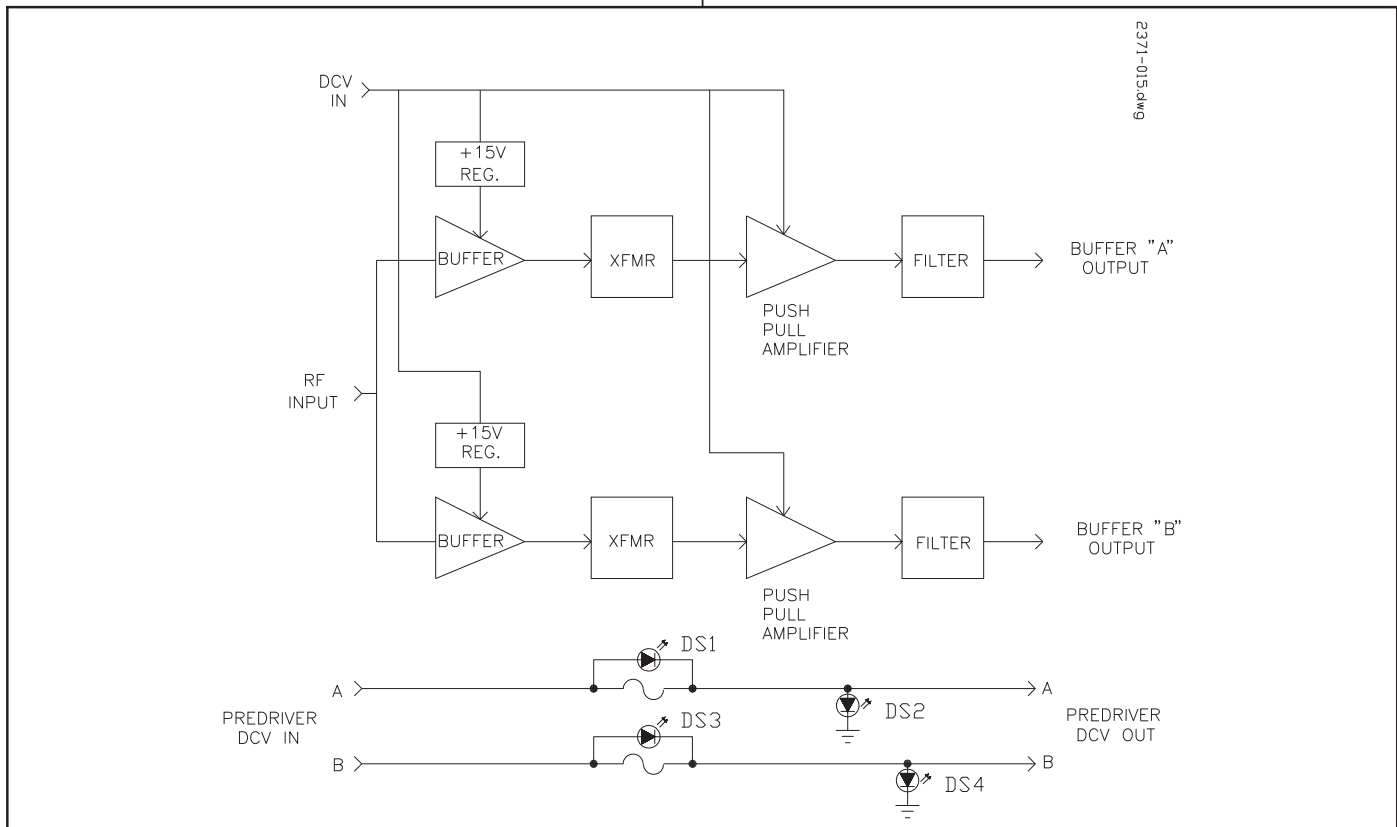 2371-015.dwg
DCV
IN
+15V
REG.
BUFFER
XFMR
PUSH
PULL
AMPLIFIER
FILTER
BUFFER "A"
OUTPUT
RF
INPUT
+15V
REG.
BUFFER
XFMR
PUSH
PULL
AMPLIFIER
FILTER
BUFFER "B"
OUTPUT
DS1
A
A
DS2
PREDRIVER
DCV IN
DS3
PREDRIVER
DCV OUT
B
B
DS4